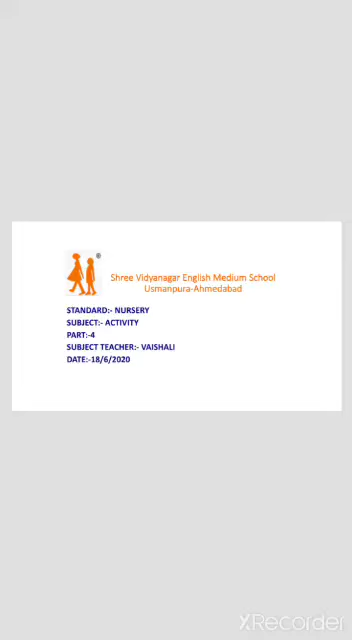 ®
Shree Vidyanagar English Medium School
Usmanpura-Ahmedabad
STANDARD:- NURSERY
SUBJECT:- ACTIVITY
PART:-4
SUBJECT TEACHER:- VAISHALI
DATE:-18/6/2020
XRecorder